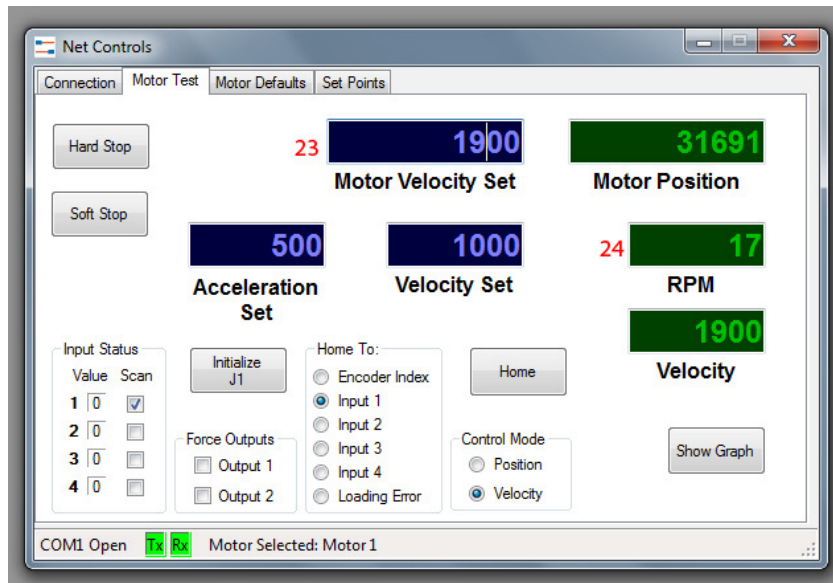 Net Controls
Connection Motor Test Motor Defaults Set Points
Hard Stop
23 1900 31691
Motor Velocity Set Motor Position
Soft Stop
500 1000 24 17
Acceleration Set Velocity Set RPM
1900
Velocity
Input Status
Value Scan
1 0
2 0
3 0
4 0
Initialize
J1
Force Outputs
Output 1
Output 2
Home To:
Encoder Index
Input 1
Input 2
Input 3
Input 4
Loading Error
Home
Control Mode
Position
Velocity
Show Graph
COM1 Open Tx Rx Motor Selected: Motor 1